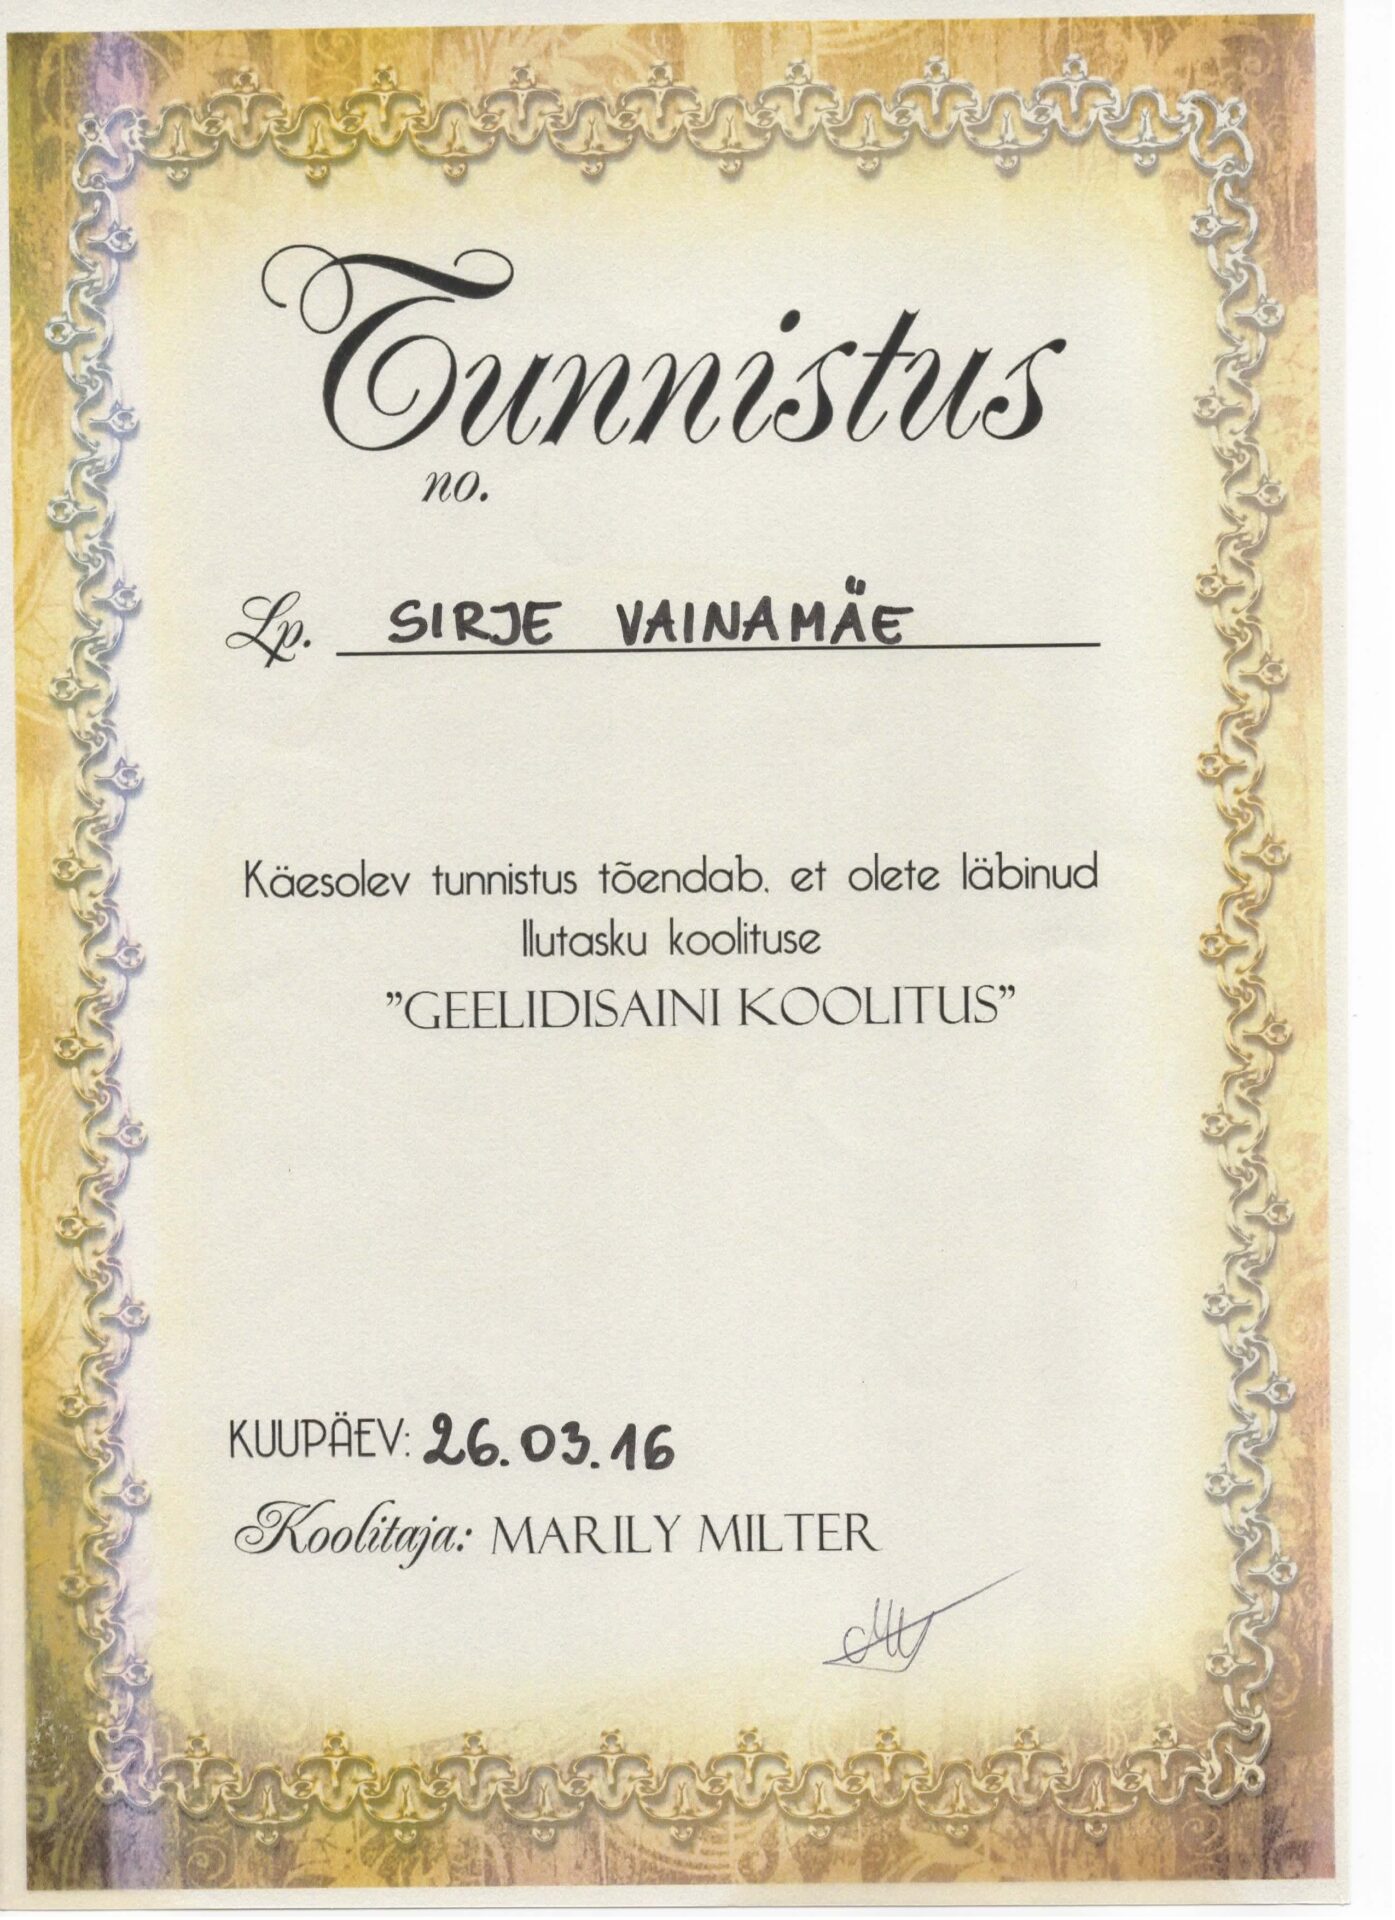 Tunnistus
no.
Lp. SIRJE VAINAMÄE
Käesolev tunnistus tõendab. et olete läbinud
Ilutasku koolituse
”GEELIDISAINI KOOLITUS”
KUUPÄEV: 26.03.16
Koolitaja: MARILY MILTER